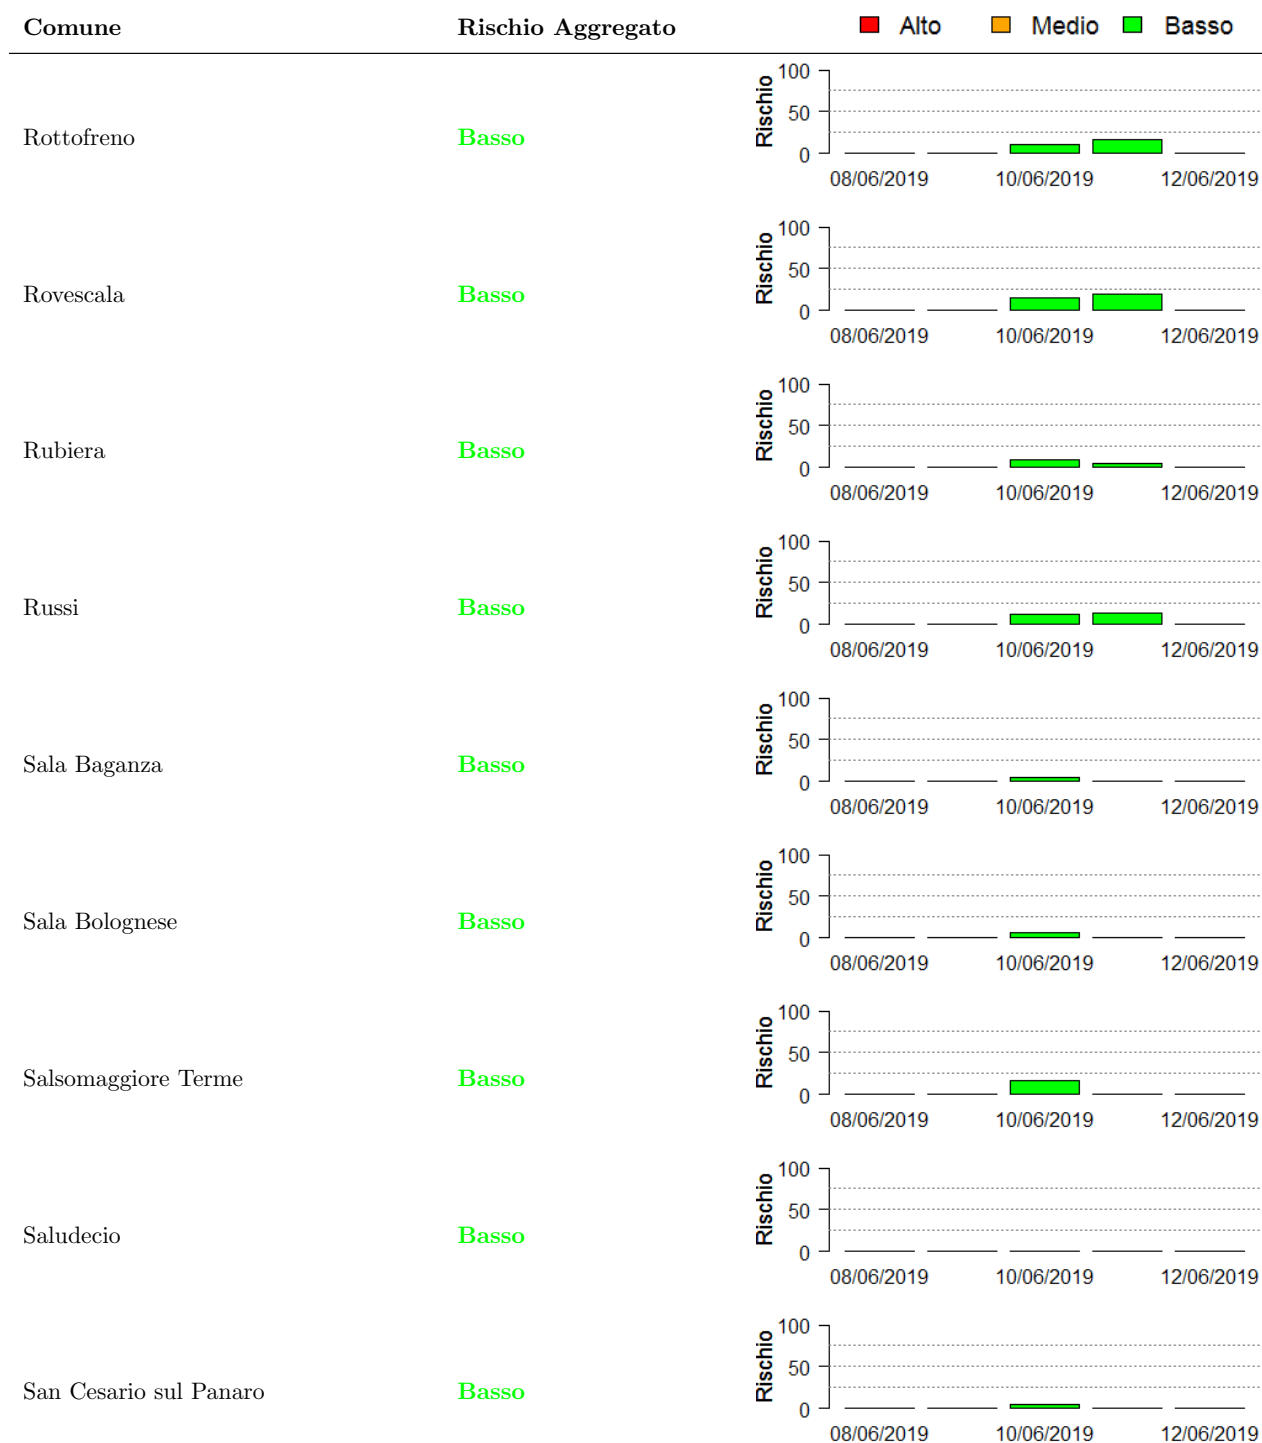 Comune Rischio Aggregato Alto Medio Basso
Rottofreno Basso Rischio 100 50 0
08/06/2019 10/06/2019 12/06/2019
Rovescala Basso Rischio 100 50 0
08/06/2019 10/06/2019 12/06/2019
Rubiera Basso Rischio 100 50 0
08/06/2019 10/06/2019 12/06/2019
Russi Basso Rischio 100 50 0
08/06/2019 10/06/2019 12/06/2019
Sala Baganza Basso Rischio 100 50 0
08/06/2019 10/06/2019 12/06/2019
Sala Bolognese Basso Rischio 100 50 0
08/06/2019 10/06/2019 12/06/2019
Salsomaggiore Terme Basso Rischio 100 50 0
08/06/2019 10/06/2019 12/06/2019
Saludecio Basso Rischio 100 50 0
08/06/2019 10/06/2019 12/06/2019
San Cesario sul Panaro Basso Rischio 100 50 0
08/06/2019 10/06/2019 12/06/2019